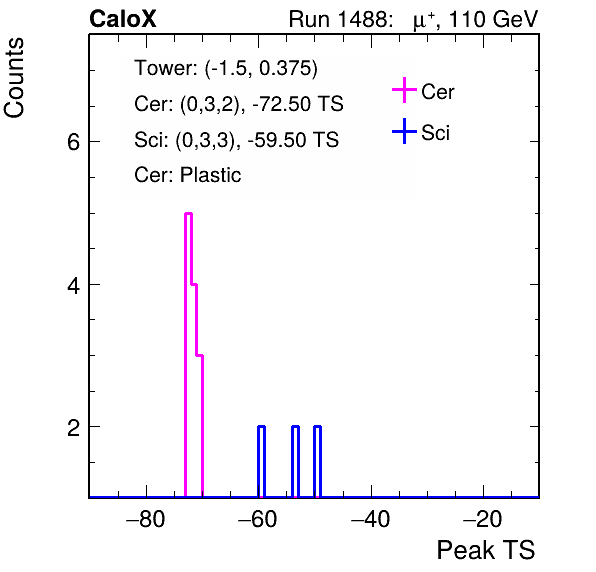 CaloX Run 1488: μ⁺, 110 GeV
Counts
Tower: (-1.5, 0.375)
Cer: (0,3,2), -72.50 TS
Sci: (0,3,3), -59.50 TS
Cer: Plastic
Cer
Sci
6
4
2
−80 −60 −40 −20
Peak TS